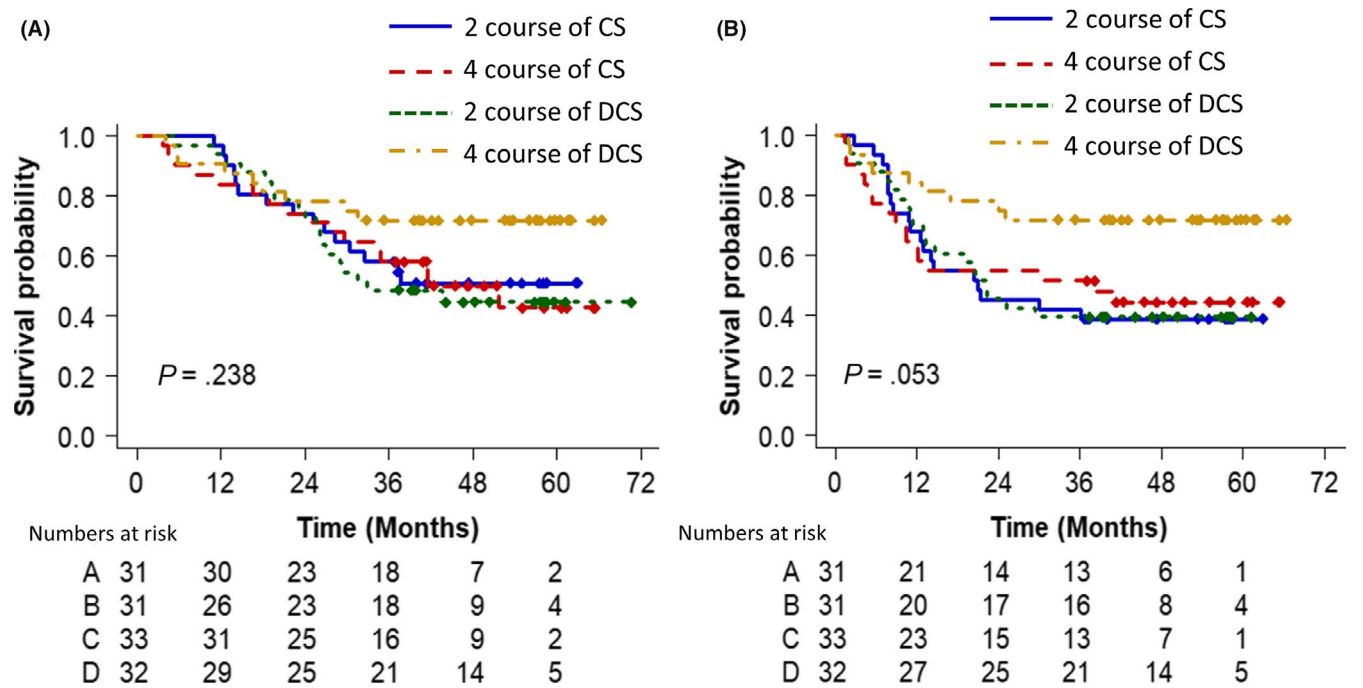 (A)
2 course of CS
4 course of CS
2 course of DCS
4 course of DCS
Survival probability
1.0
0.8
0.6
0.4
0.2
0.0
P = .238
0 12 24 36 48 60 72
Numbers at risk
Time (Months)
A 31 30 23 18 7 2
B 31 26 23 18 9 4
C 33 31 25 16 9 2
D 32 29 25 21 14 5
(B)
2 course of CS
4 course of CS
2 course of DCS
4 course of DCS
Survival probability
1.0
0.8
0.6
0.4
0.2
0.0
P = .053
0 12 24 36 48 60 72
Numbers at risk
Time (Months)
A 31 21 14 13 6 1
B 31 20 17 16 8 4
C 33 23 15 13 7 1
D 32 27 25 21 14 5